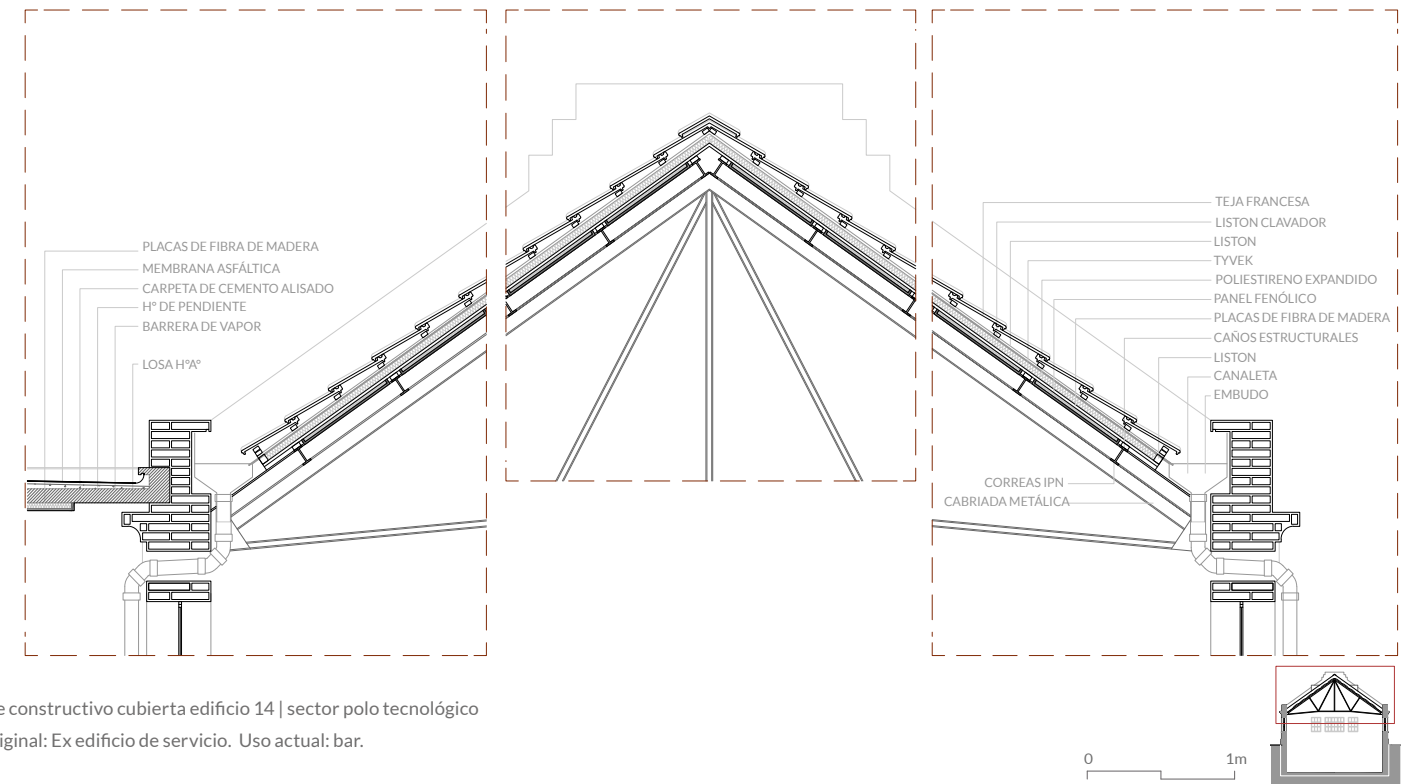 PLACAS DE FIBRA DE MADERA
MEMBRANA ASFÁLTICA
CARPETA DE CEMENTO ALISADO
H° DE PENDIENTE
BARRERA DE VAPOR
LOSA H°A°
TEJA FRANCESA
LISTON CLAVADOR
LISTON
TYVEK
POLIESTIRENO EXPANDIDO
PANEL FENÓLICO
PLACAS DE FIBRA DE MADERA
CAÑOS ESTRUCTURALES
LISTON
CANALETA
EMBUDO
CORREAS IPN
CABRIADA METÁLICA
e constructivo cubierta edificio 14 | sector polo tecnológico
iginal: Ex edificio de servicio. Uso actual: bar.
0 1m